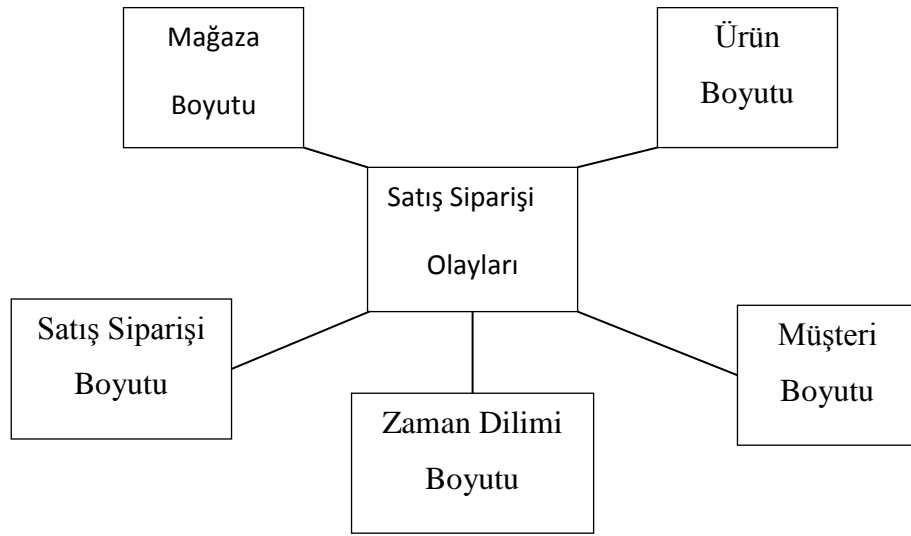 Mağaza
Boyutu
Ürün
Boyutu
Satış Siparişi
Olayları
Satış Siparişi
Boyutu
Zaman Dilimi
Boyutu
Müşteri
Boyutu